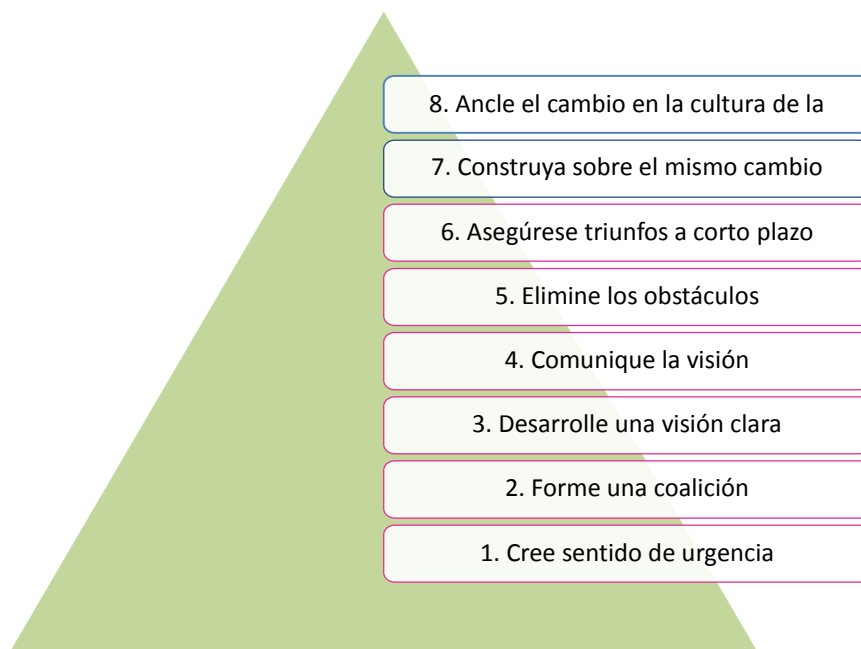 8. Ancle el cambio en la cultura de la
7. Construya sobre el mismo cambio
6. Asegúrese triunfos a corto plazo
5. Elimine los obstáculos
4. Comunique la visión
3. Desarrolle una visión clara
2. Forme una coalición
1. Cree sentido de urgencia